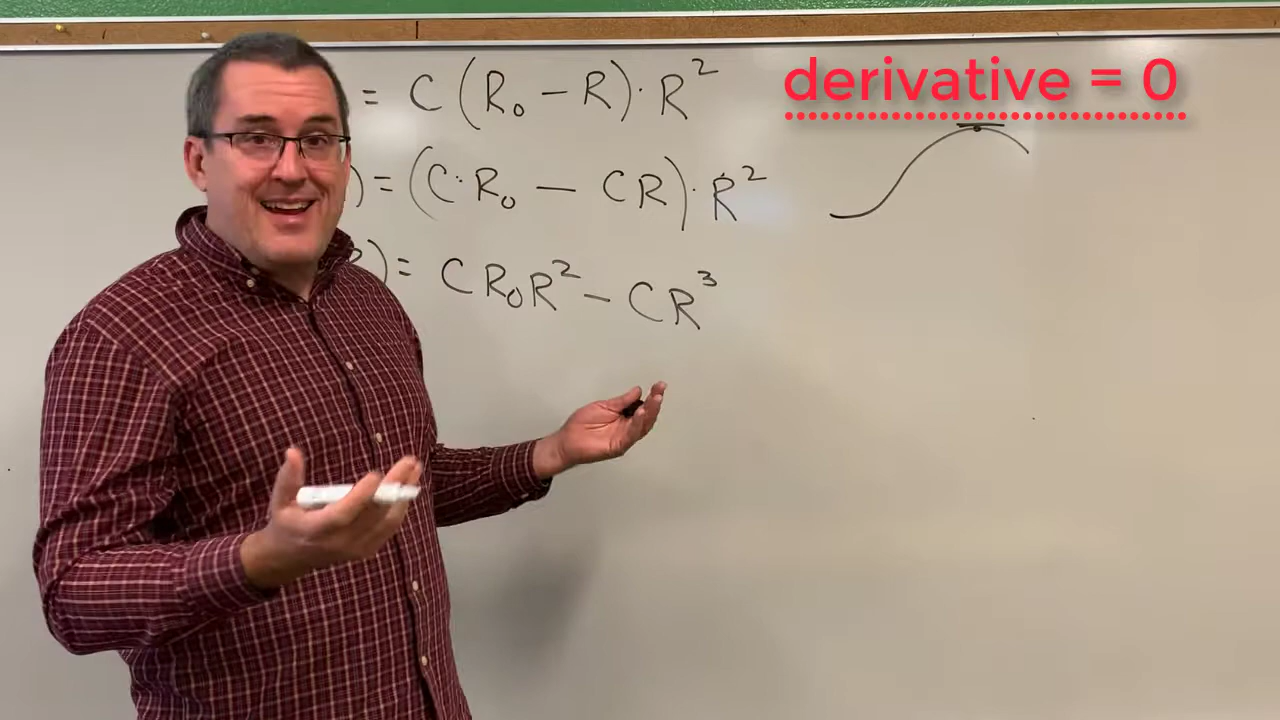 derivative = 0
= C(R₀ - R)·R²
) = (C·R₀ - CR)·R²
) = CR₀R² - CR³